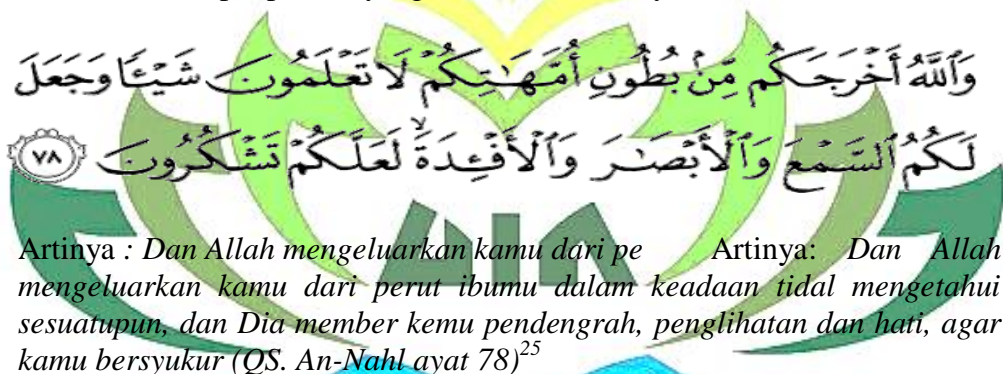 وَٱللَّهُ أَخْرَجَكُم مِّنۢ بُطُونِ أُمَّهَـٰتِكُمْ لَا تَعْلَمُونَ شَيْـًٔا وَجَعَلَ
لَكُمُ ٱلسَّمْعَ وَٱلْأَبْصَـٰرَ وَٱلْأَفْـِٔدَةَ ۙ لَعَلَّكُمْ تَشْكُرُونَ ﴿٧٨﴾
Artinya : Dan Allah mengeluarkan kamu dari pe Artinya: Dan Allah
mengeluarkan kamu dari perut ibumu dalam keadaan tidal mengetahui
sesuatupun, dan Dia member kemu pendengrah, penglihatan dan hati, agar
kamu bersyukur (QS. An-Nahl ayat 78)25